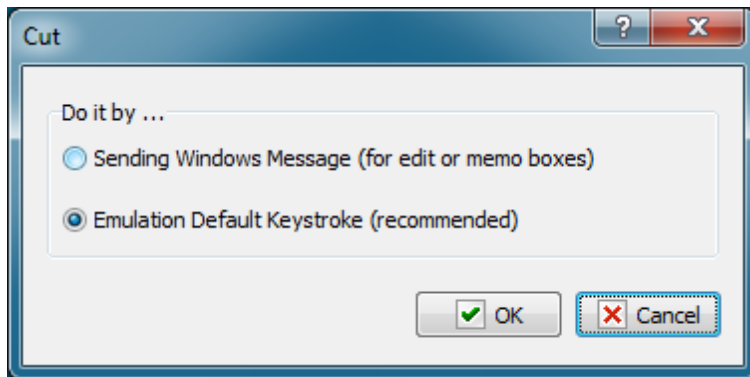 Cut
?
Do it by ...
Sending Windows Message (for edit or memo boxes)
Emulation Default Keystroke (recommended)
OK
Cancel